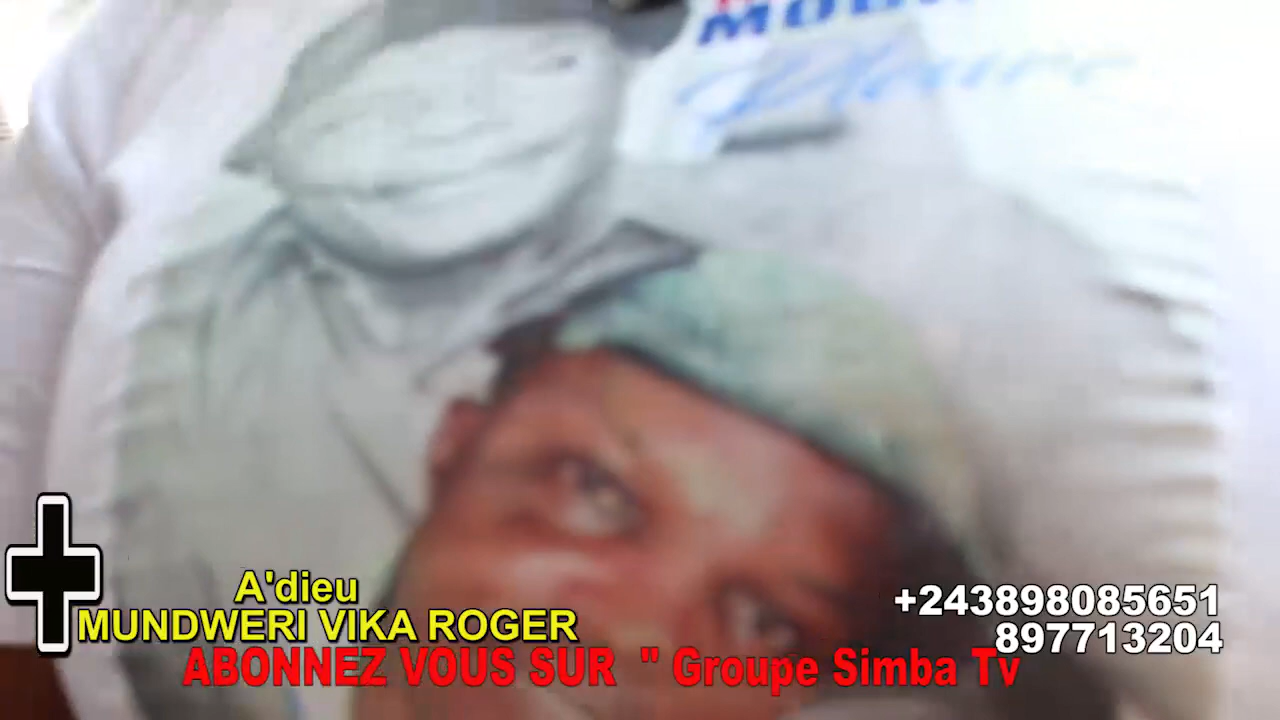 A'dieu
MUNDWERI VIKA ROGER
+243898085651
897713204
ABONNEZ VOUS SUR " Groupe Simba Tv